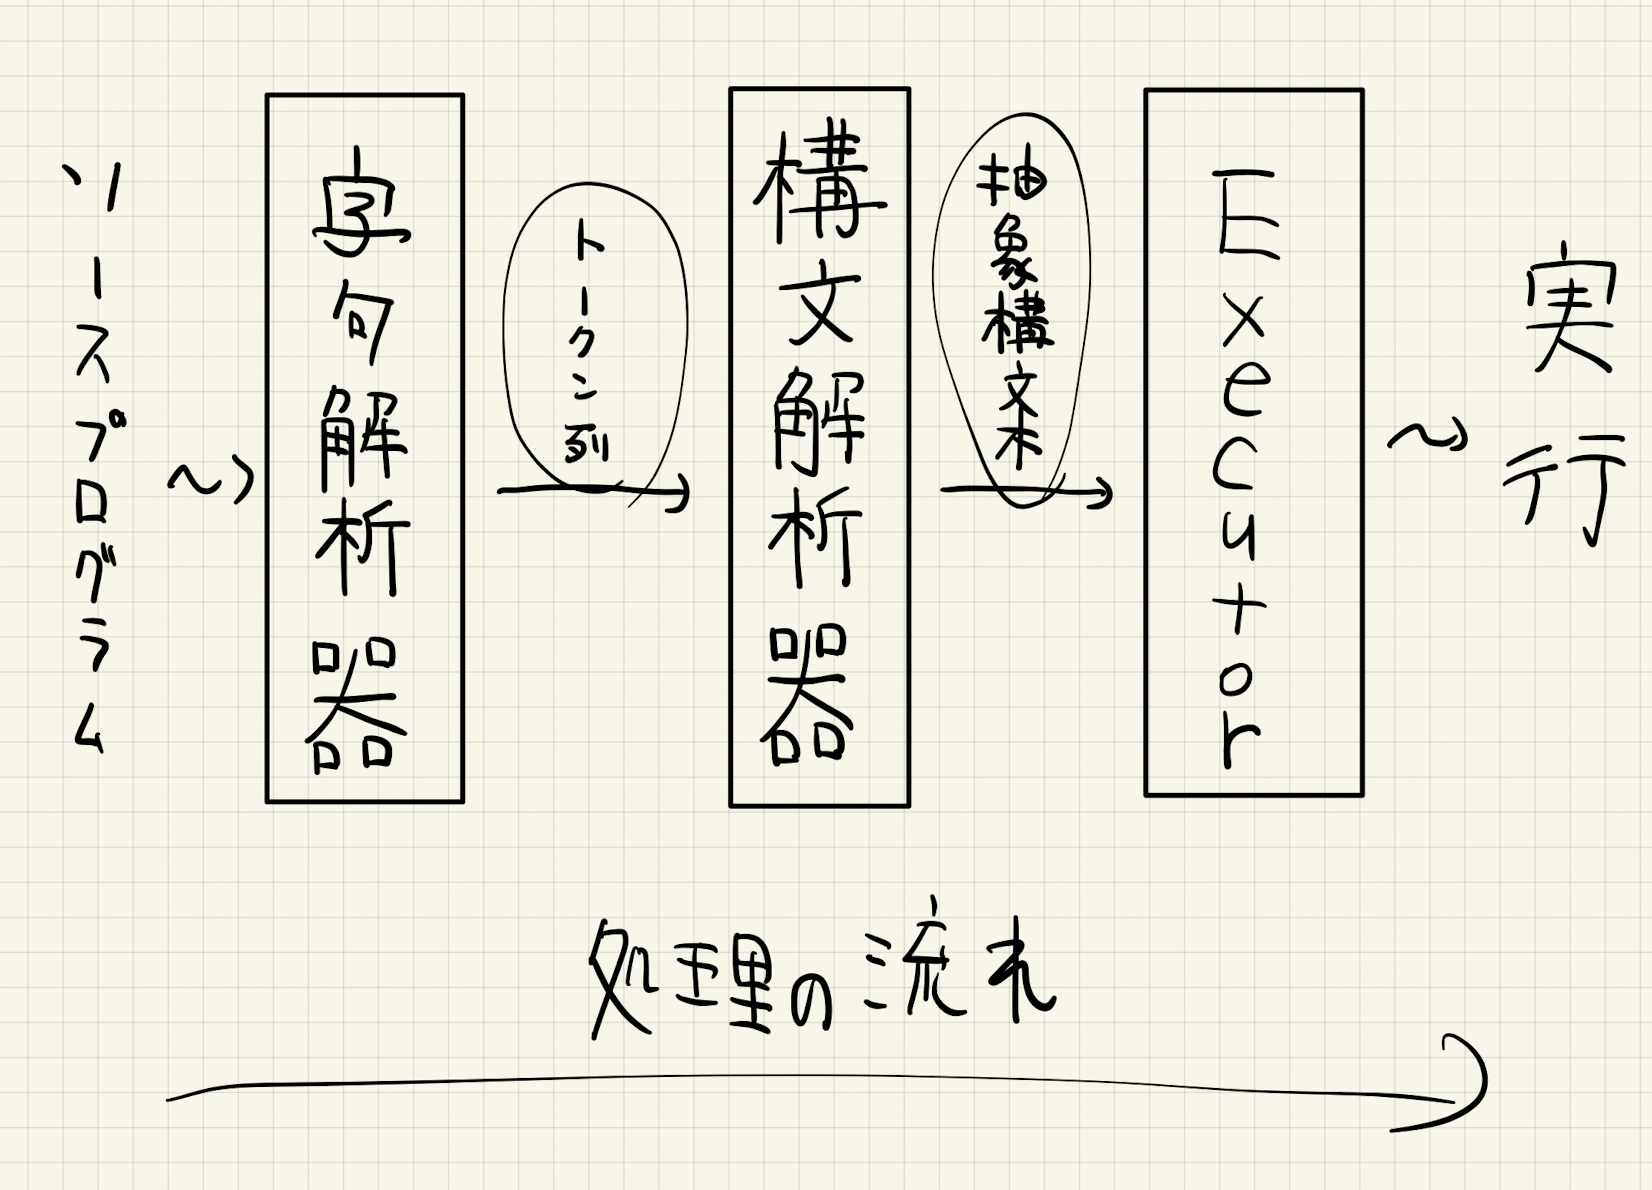 ソースプログラム
字句解析器
トークン列
構文解析器
抽象構文木
Executor
実行
処理の流れ